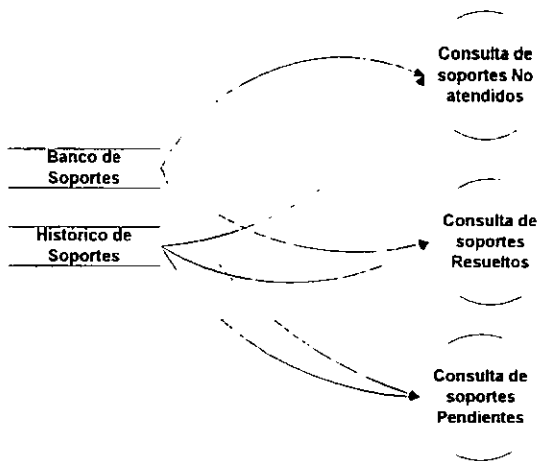 Consulta de
soportes No
atendidos
Banco de
Soportes
Histórico de
Soportes
Consulta de
soportes
Resueltos
Consulta de
soportes
Pendientes